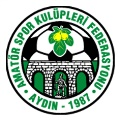 AMATÖR SPOR KULÜPLERİ FEDERASYONU
AYDIN - 1987